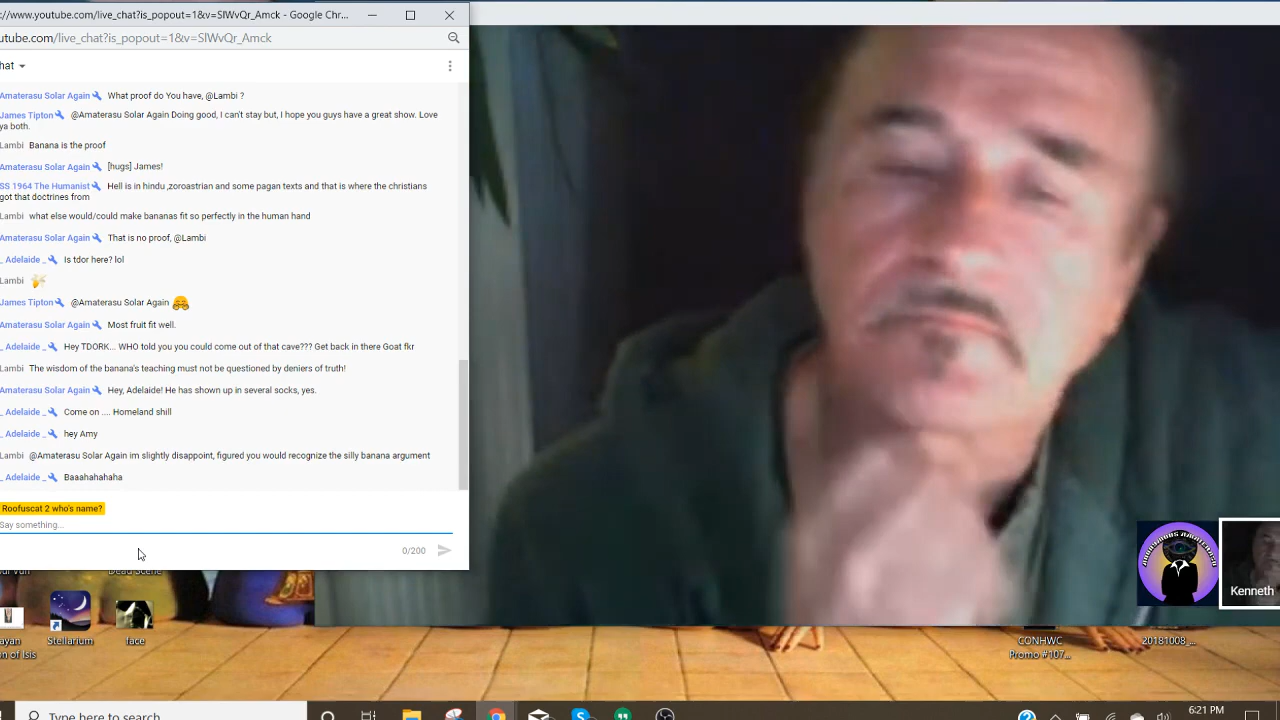 ://www.youtube.com/live_chat?is_popout=1&v=SlWvQr_Amck - Google Chr...
utube.com/live_chat?is_popout=1&v=SlWvQr_Amck
hat
Amaterasu Solar Again What proof do You have, @Lambi ?
James Tipton @Amaterasu Solar Again Doing good, I can't stay but, I hope you guys have a great show. Love
ya both.
Lambi Banana is the proof
Amaterasu Solar Again [hugs] James!
SS 1964 The Humanist Hell is in hindu ,zoroastrian and some pagan texts and that is where the christians
got that doctrines from
Lambi what else would/could make bananas fit so perfectly in the human hand
Amaterasu Solar Again That is no proof, @Lambi
_ Adelaide _ Is tdor here? lol
Lambi
James Tipton @Amaterasu Solar Again
Amaterasu Solar Again Most fruit fit well.
_ Adelaide _ Hey TDORK... WHO told you you could come out of that cave??? Get back in there Goat fkr
Lambi The wisdom of the banana's teaching must not be questioned by deniers of truth!
Amaterasu Solar Again Hey, Adelaide! He has shown up in several socks, yes.
_ Adelaide _ Come on .... Homeland shill
_ Adelaide _ hey Amy
Lambi @Amaterasu Solar Again im slightly disappoint, figured you would recognize the silly banana argument
_ Adelaide _ Baaahahahaha
Roofuscat 2 who's name?
Say something...
0/200
Dead Scene
ayan
on of Isis
Stellarium
face
Kenneth
CONHWC
Promo #107...
20181008_...
Type here to search
6:21 PM